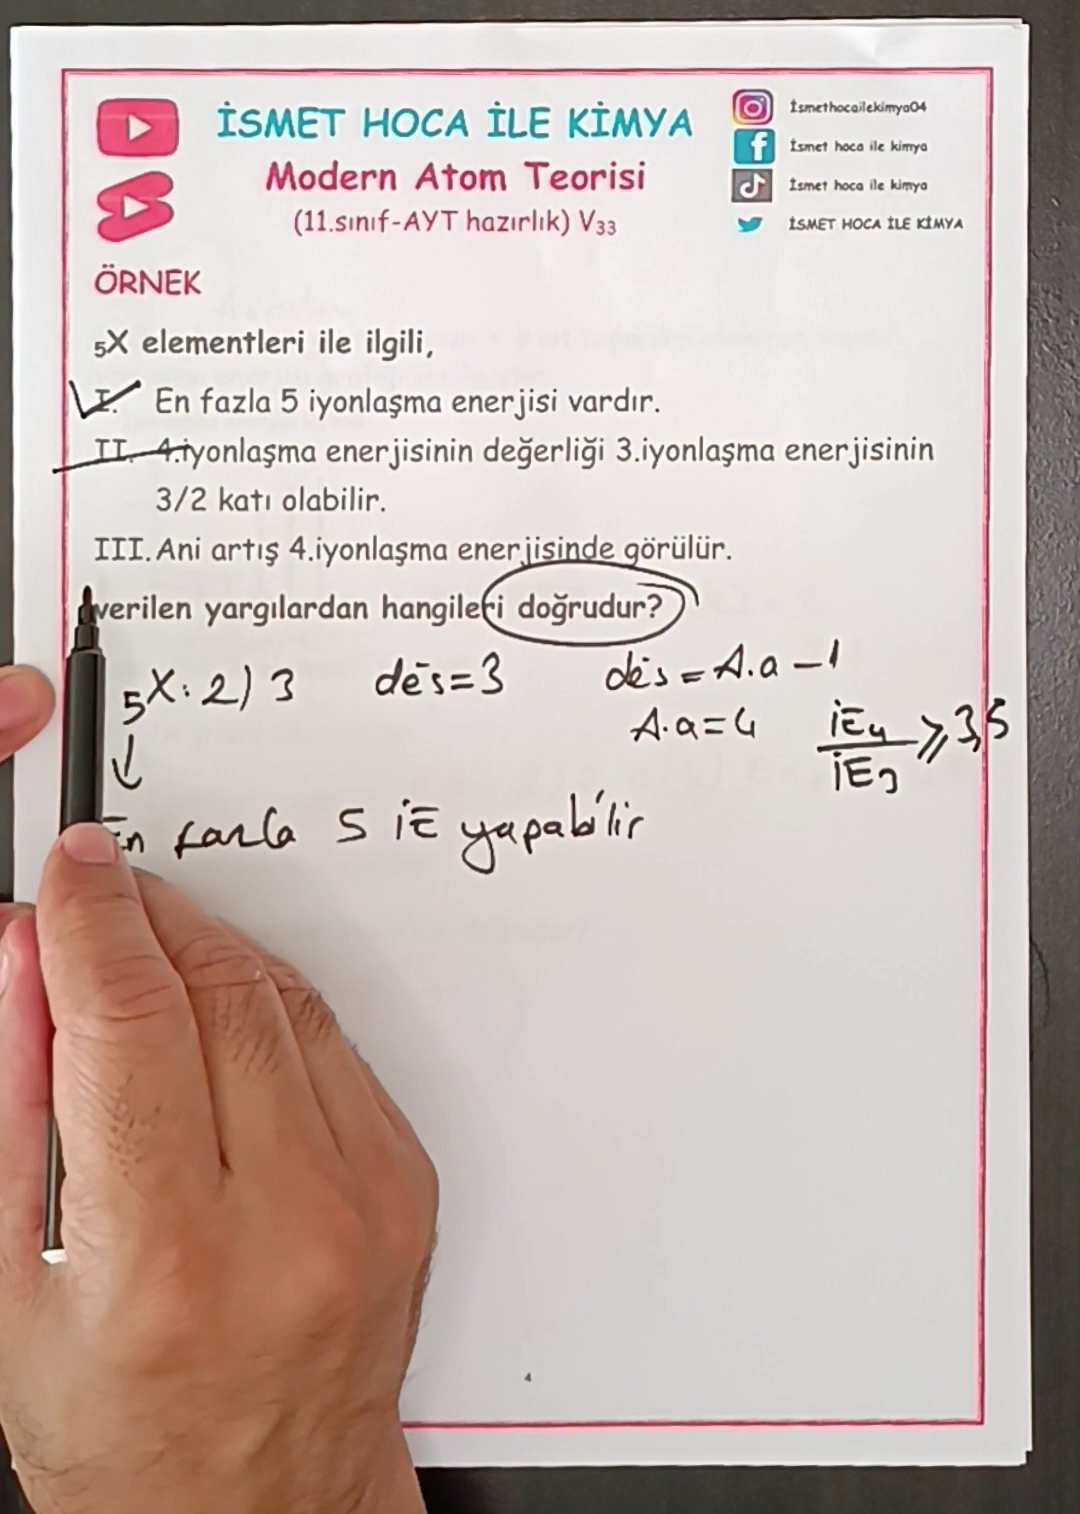 İSMET HOCA İLE KİMYA
Modern Atom Teorisi
(11.sınıf-AYT hazırlık) V33
İsmethocailekimya04
İsmet hoca ile kimya
İsmet hoca ile kimya
İSMET HOCA İLE KİMYA
ÖRNEK
5X elementleri ile ilgili,
I. En fazla 5 iyonlaşma enerjisi vardır.
II. 4.iyonlaşma enerjisinin değerliği 3.iyonlaşma enerjisinin
3/2 katı olabilir.
III. Ani artış 4.iyonlaşma enerjisinde görülür.
verilen yargılardan hangileri doğrudur?
5X: 2) 3 des=3 des=A.a-1
A.a=4 İE4/İE3 ≥ 3,5
En fazla 5 İE yapabilir
4